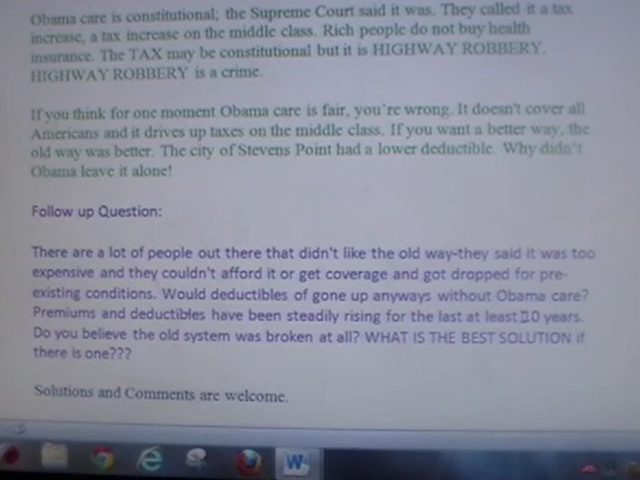 Obama care is constitutional; the Supreme Court said it was. They called it a tax
increase, a tax increase on the middle class. Rich people do not buy health
insurance. The TAX may be constitutional but it is HIGHWAY ROBBERY.
HIGHWAY ROBBERY is a crime.
If you think for one moment Obama care is fair, you're wrong. It doesn't cover all
Americans and it drives up taxes on the middle class. If you want a better way, the
old way was better. The city of Stevens Point had a lower deductible. Why didn't
Obama leave it alone!
Follow up Question:
There are a lot of people out there that didn't like the old way-they said it was too
expensive and they couldn't afford it or get coverage and got dropped for pre-
existing conditions. Would deductibles of gone up anyways without Obama care?
Premiums and deductibles have been steadily rising for the last at least 10 years.
Do you believe the old system was broken at all? WHAT IS THE BEST SOLUTION if
there is one???
Solutions and Comments are welcome.
W